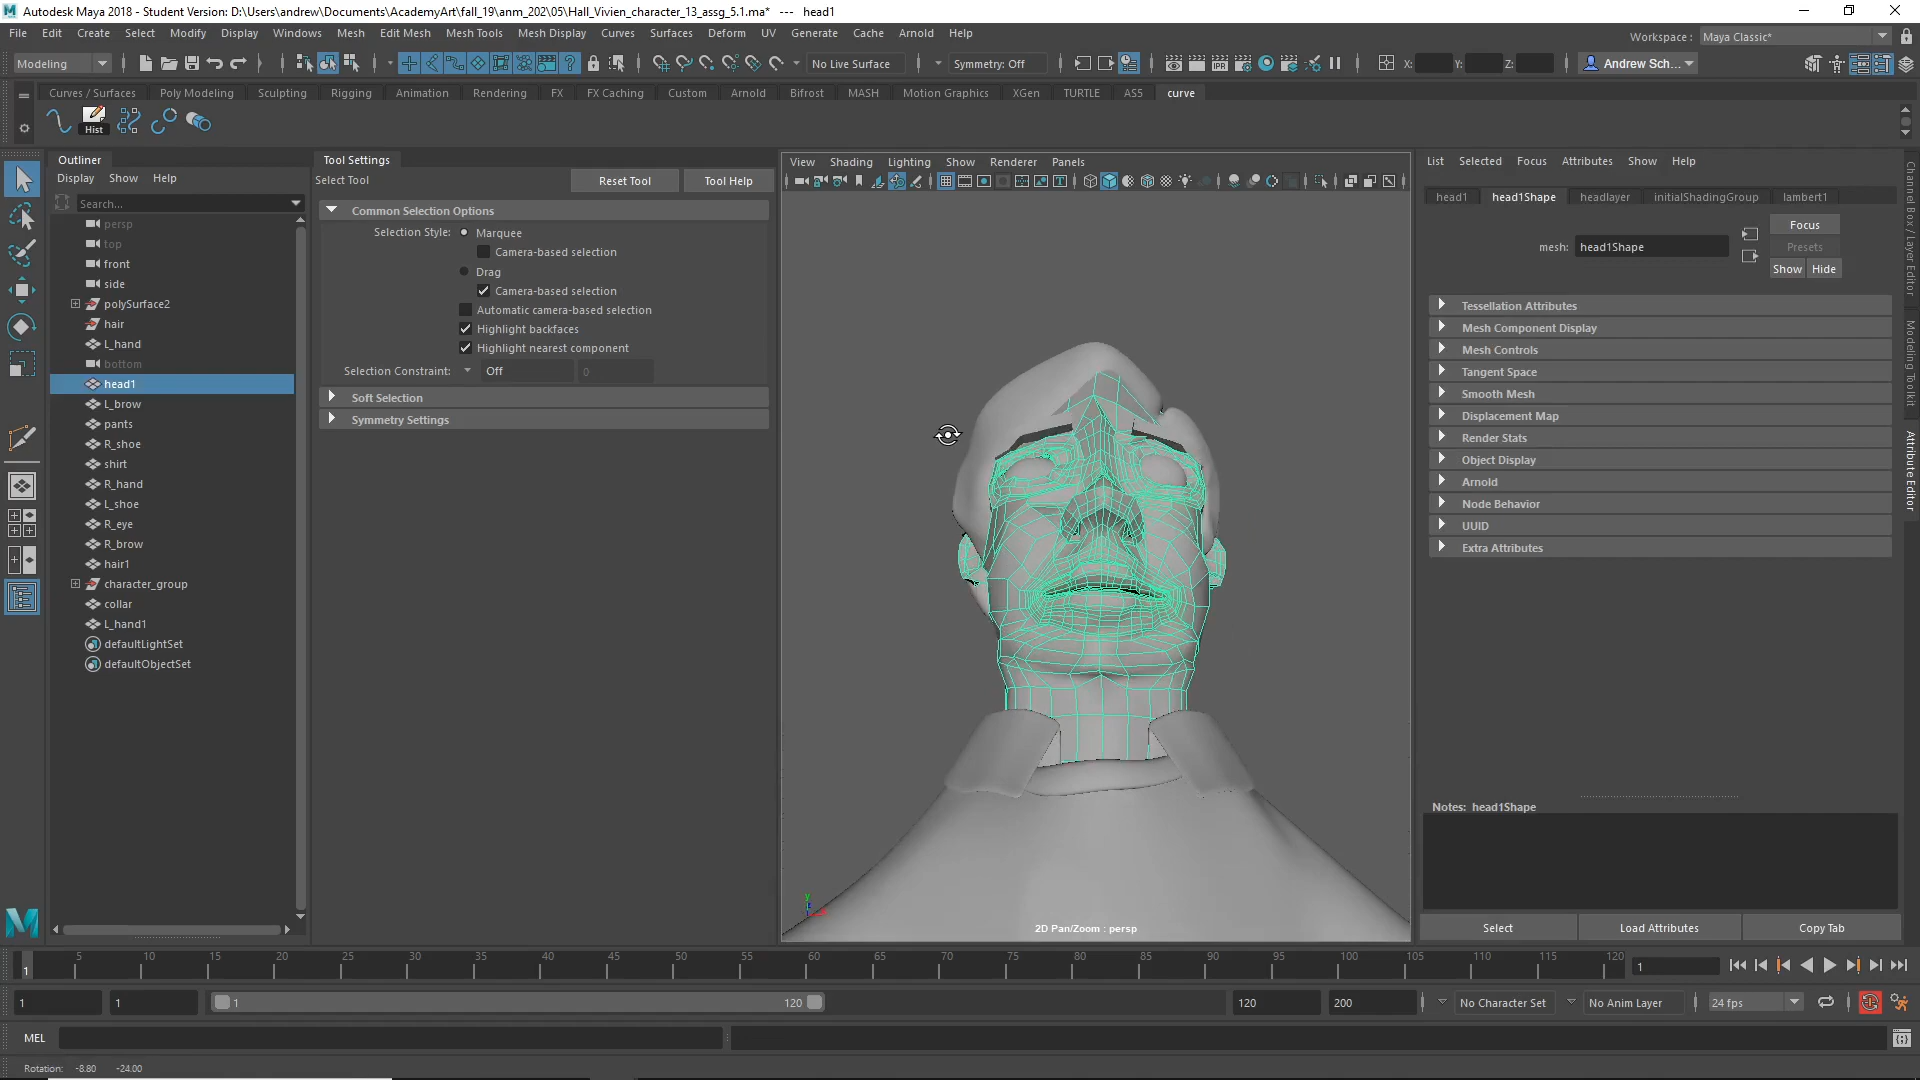 Autodesk Maya 2018 - Student Version: D:\Users\andrew\Documents\AcademyArt\fall_19\anm_202\05\Hall_Vivien_character_13_assg_5.1.ma*   ---   head1
File Edit Create Select Modify Display Windows Mesh Edit Mesh Mesh Tools Mesh Display Curves Surfaces Deform UV Generate Cache Arnold Help
Workspace : Maya Classic*
Modeling No Live Surface Symmetry: Off X: Y: Z: Andrew Sch...
Curves / Surfaces Poly Modeling Sculpting Rigging Animation Rendering FX FX Caching Custom Arnold Bifrost MASH Motion Graphics XGen TURTLE AS5 curve
Hist
Outliner
Display Show Help
Search...
persp
top
front
side
polySurface2
hair
L_hand
bottom
head1
L_brow
pants
R_shoe
shirt
R_hand
L_shoe
R_eye
R_brow
hair1
character_group
collar
L_hand1
defaultLightSet
defaultObjectSet
Tool Settings
Select Tool Reset Tool Tool Help
Common Selection Options
Selection Style: Marquee
Camera-based selection
Drag
Camera-based selection
Automatic camera-based selection
Highlight backfaces
Highlight nearest component
Selection Constraint: Off 0
Soft Selection
Symmetry Settings
View Shading Lighting Show Renderer Panels
2D Pan/Zoom : persp
List Selected Focus Attributes Show Help
head1 head1Shape headlayer initialShadingGroup lambert1
mesh: head1Shape
Focus
Presets
Show Hide
Tessellation Attributes
Mesh Component Display
Mesh Controls
Tangent Space
Smooth Mesh
Displacement Map
Render Stats
Object Display
Arnold
Node Behavior
UUID
Extra Attributes
Notes: head1Shape
Select Load Attributes Copy Tab
Channel Box / Layer Editor
Modeling Toolkit
Attribute Editor
1 5 10 15 20 25 30 35 40 45 50 55 60 65 70 75 80 85 90 95 100 105 110 115 120 1
1 1 1 120 120 200 No Character Set No Anim Layer 24 fps
MEL
Rotation: -8.80 -24.00